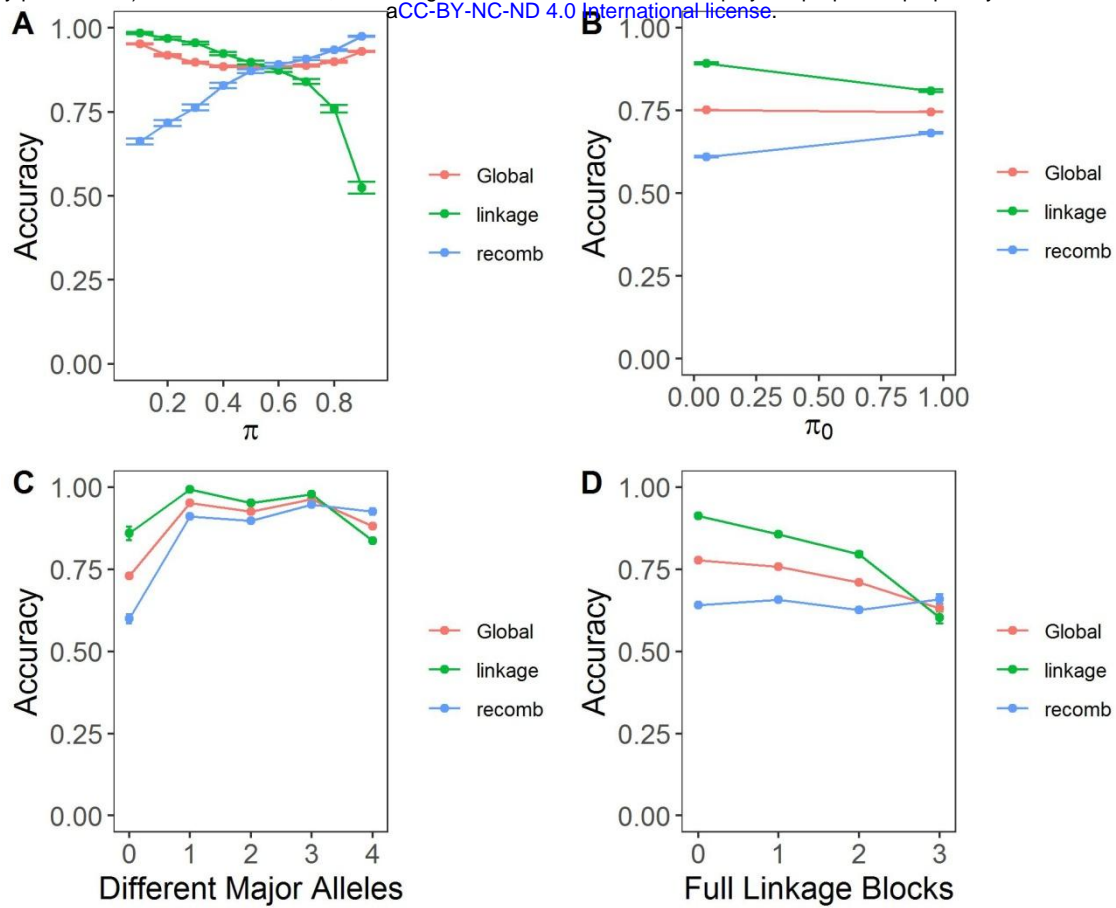 aCC-BY-NC-ND 4.0 International license.
A
1.00
0.75
0.50
0.25
0.00
Accuracy
0.2 0.4 0.6 0.8
π
Global
linkage
recomb
B
1.00
0.75
0.50
0.25
0.00
Accuracy
0.00 0.25 0.50 0.75 1.00
π0
Global
linkage
recomb
C
1.00
0.75
0.50
0.25
0.00
Accuracy
0 1 2 3 4
Different Major Alleles
Global
linkage
recomb
D
1.00
0.75
0.50
0.25
0.00
Accuracy
0 1 2 3
Full Linkage Blocks
Global
linkage
recomb